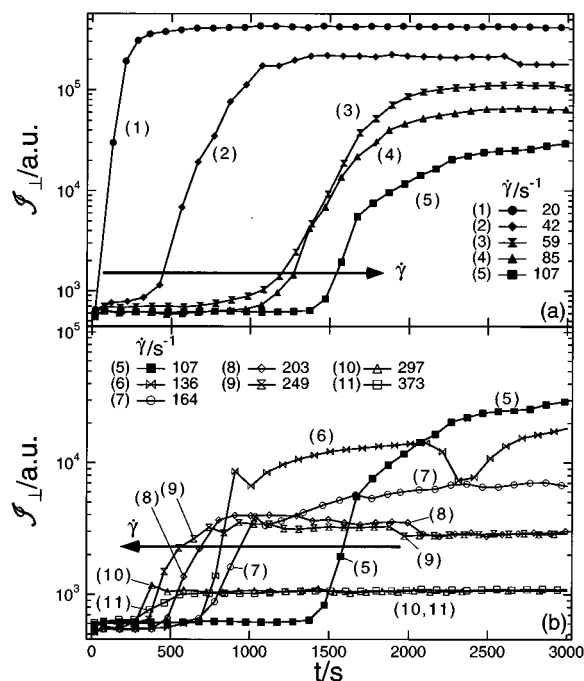 10⁵
10⁴
10³
𝒥⊥/a.u.
(1)
(2)
(3)
(4)
(5)
γ̇/s⁻¹
(1) 20
(2) 42
(3) 59
(4) 85
(5) 107
γ̇
(a)
10⁵
10⁴
10³
𝒥⊥/a.u.
γ̇/s⁻¹
(5) 107 (8) 203 (10) 297
(6) 136 (9) 249 (11) 373
(7) 164
(5)
(6)
(7)
(9)
(8)
(8)
γ̇
(9)
(7)
(5)
(10)
(11)
(10,11)
(b)
0 500 1000 1500 2000 2500 3000
t/s